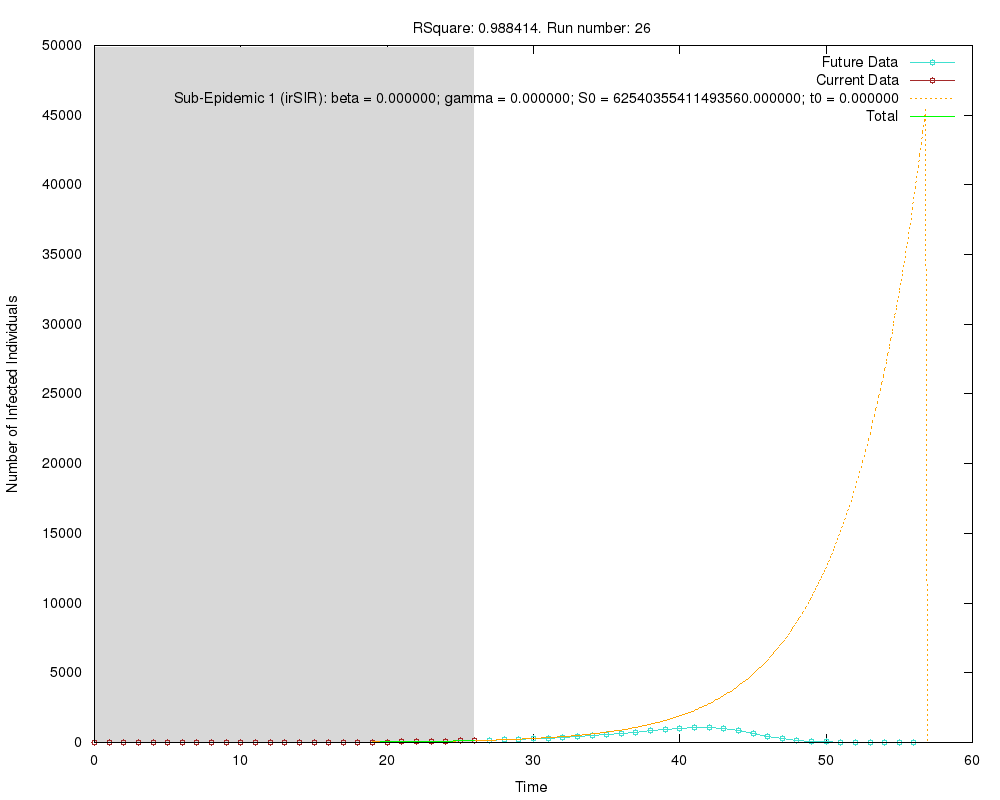 RSquare: 0.988414. Run number: 26
50000
45000
40000
35000
30000
25000
20000
15000
10000
5000
0
Number of Infected Individuals
Future Data
Current Data
Sub-Epidemic 1 (irSIR): beta = 0.000000; gamma = 0.000000; S0 = 62540355411493560.000000; t0 = 0.000000
Total
0 10 20 30 40 50 60
Time